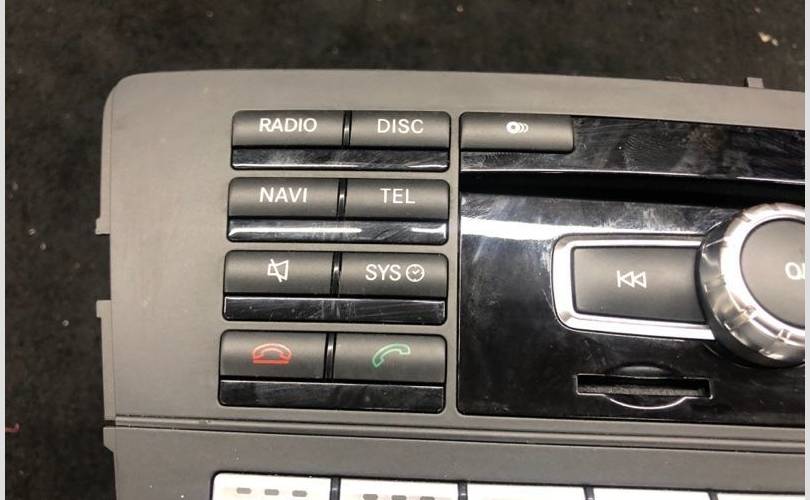 RADIO DISC
NAVI TEL
SYS